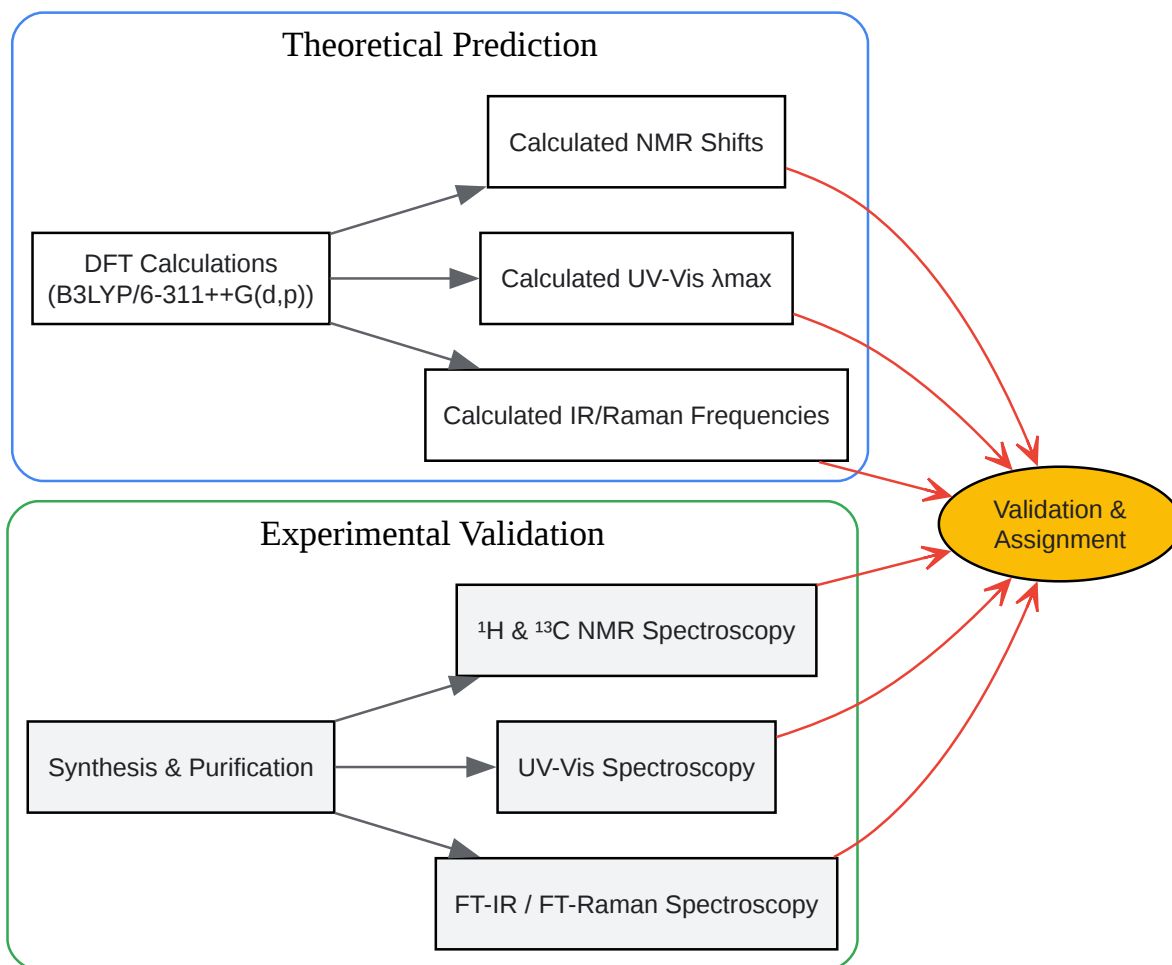 Theoretical Prediction
Calculated NMR Shifts
DFT Calculations
(B3LYP/6-311++G(d,p))
Calculated UV-Vis λmax
Calculated IR/Raman Frequencies
Validation &
Assignment
Experimental Validation
¹H & ¹³C NMR Spectroscopy
Synthesis & Purification
UV-Vis Spectroscopy
FT-IR / FT-Raman Spectroscopy